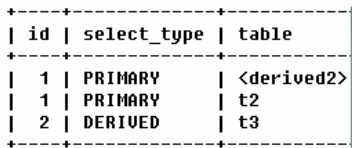 +----+-------------+------------
| id | select_type | table
+----+-------------+------------
| 1 | PRIMARY | <derived2>
| 1 | PRIMARY | t2
| 2 | DERIVED | t3
+----+-------------+------------